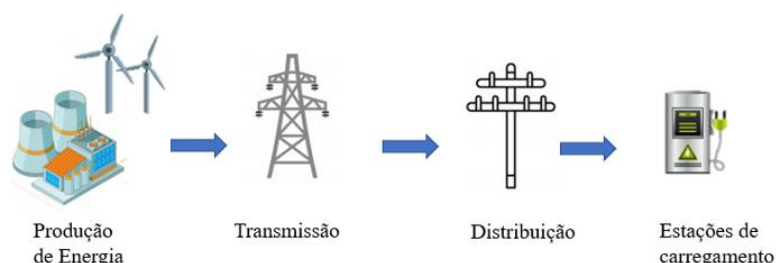 Produção
de Energia
Transmissão
Distribuição
Estações de
carregamento